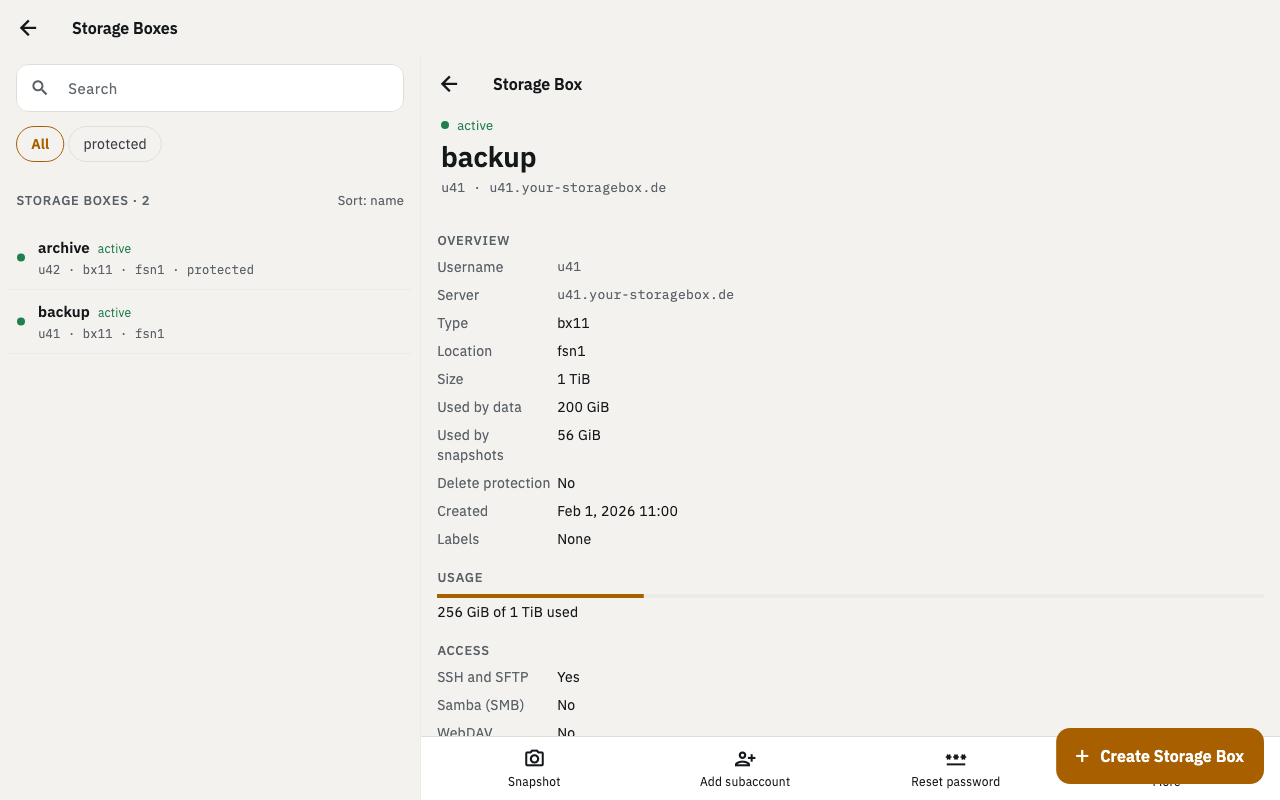 Storage Boxes
Search
All
protected
STORAGE BOXES · 2
Sort: name
archive active
u42 · bx11 · fsn1 · protected
backup active
u41 · bx11 · fsn1
Storage Box
active
backup
u41 · u41.your-storagebox.de
OVERVIEW
Username u41
Server u41.your-storagebox.de
Type bx11
Location fsn1
Size 1 TiB
Used by data 200 GiB
Used by snapshots 56 GiB
Delete protection No
Created Feb 1, 2026 11:00
Labels None
USAGE
256 GiB of 1 TiB used
ACCESS
SSH and SFTP Yes
Samba (SMB) No
WebDAV No
Snapshot
Add subaccount
Reset password
Create Storage Box